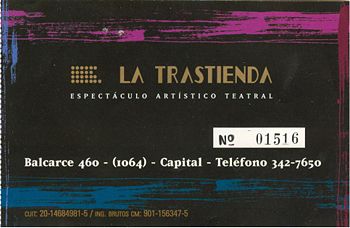 LA TRASTIENDA
ESPECTÁCULO ARTÍSTICO TEATRAL
Nº 01516
Balcarce 460 - (1064) - Capital - Teléfono 342-7650
CUIT: 20-14684981-5 / ING. BRUTOS CM: 901-156347-5